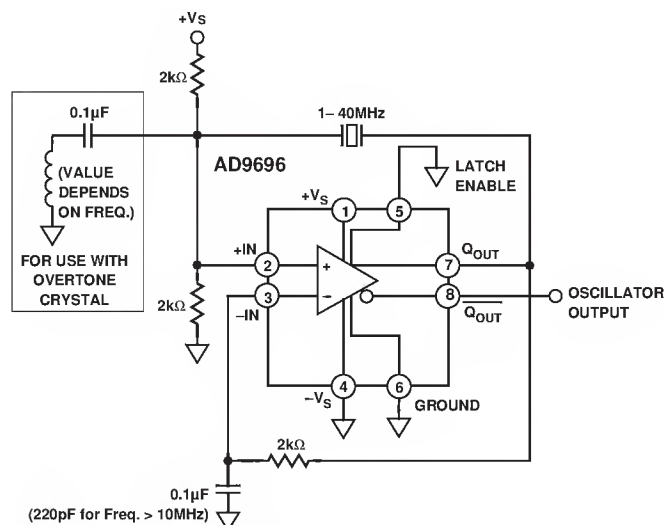 +VS
2kΩ
0.1µF
1– 40MHz
(VALUE
DEPENDS
ON FREQ.)
FOR USE WITH
OVERTONE
CRYSTAL
AD9696
LATCH
ENABLE
+VS
1
5
+IN
2
+
7
QOUT
3
–
8
–IN
QOUT
OSCILLATOR
OUTPUT
2kΩ
4
6
–VS
GROUND
2kΩ
0.1µF
(220pF for Freq. > 10MHz)